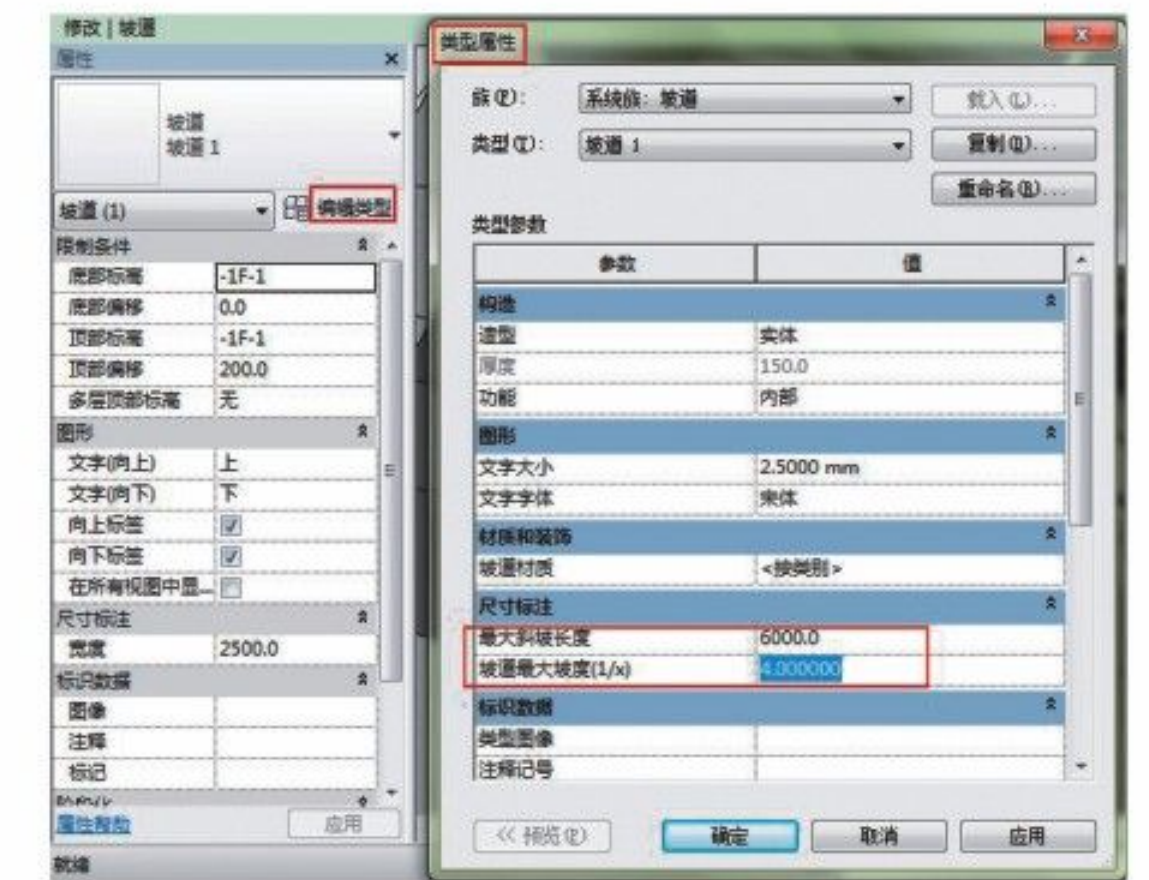 修改 | 坡道
属性
坡道
坡道 1
坡道 (1)
编辑类型
限制条件
底部标高 -1F-1
底部偏移 0.0
顶部标高 -1F-1
顶部偏移 200.0
多层顶部标高 无
图形
文字(向上) 上
文字(向下) 下
向上标签
向下标签
在所有视图中显...
尺寸标注
宽度 2500.0
标识数据
图像
注释
标记
属性帮助
应用
就绪
类型属性
族(F): 系统族: 坡道 载入(L)...
类型(T): 坡道 1 复制(D)...
重命名(R)...
类型参数
参数 值
构造
造型 实体
厚度 150.0
功能 内部
图形
文字大小 2.5000 mm
文字字体 宋体
材质和装饰
坡道材质 <按类别>
尺寸标注
最大斜坡长度 6000.0
坡道最大坡度(1/x) 4.000000
标识数据
类型图像
注释记号
<< 预览(P) 确定 取消 应用